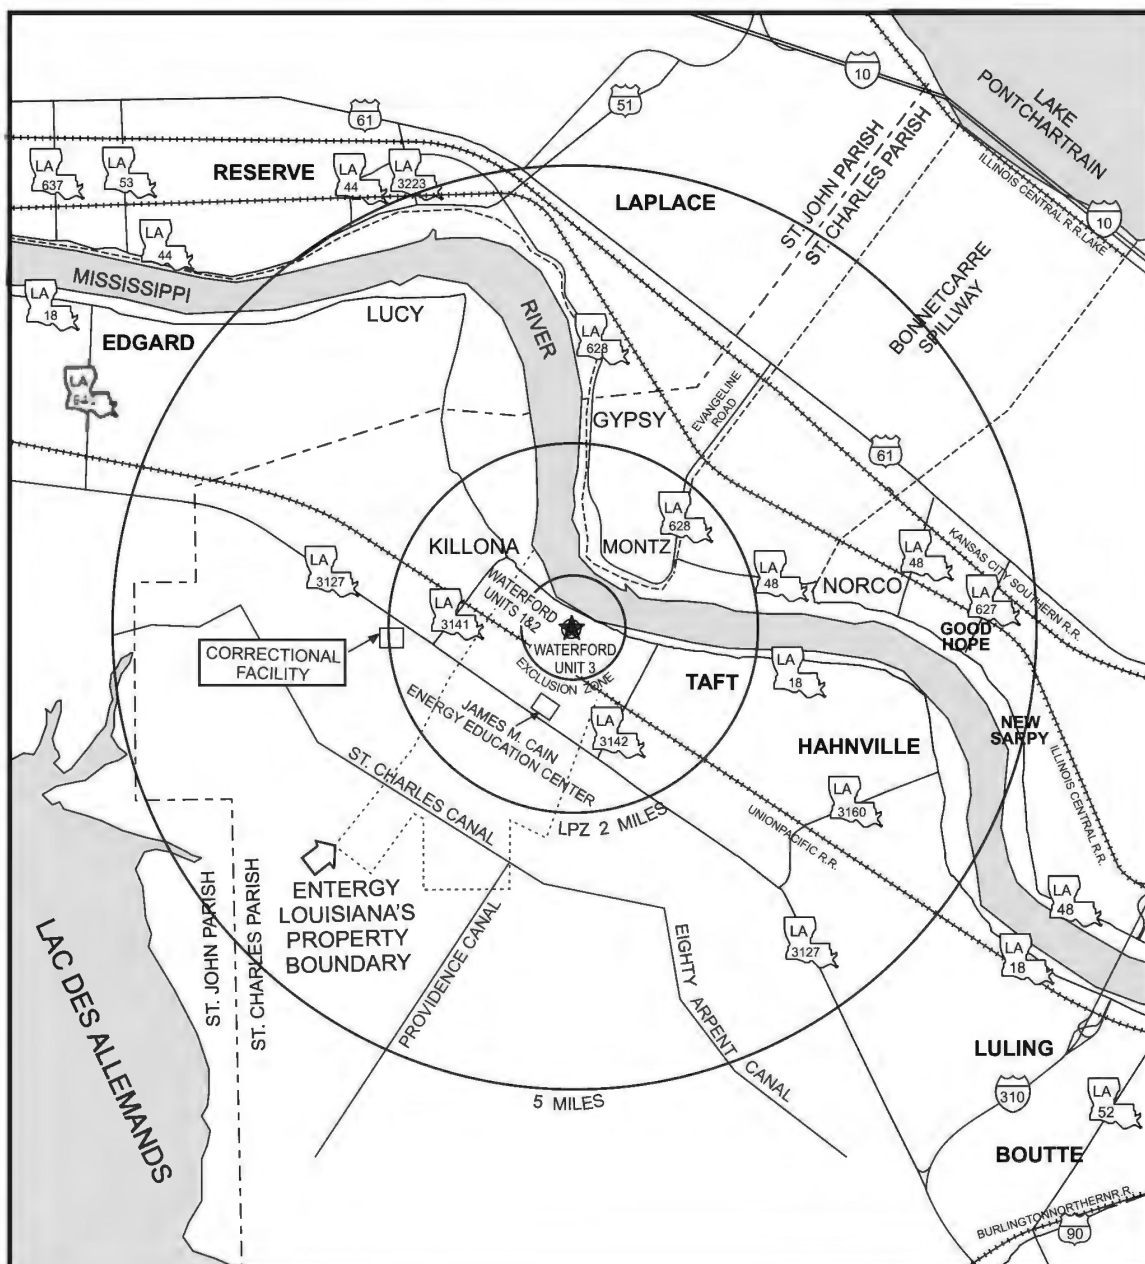 10
51
61
LAKE
PONTCHARTRAIN
LA
637
LA
53
RESERVE
LA
44
LA
3223
LAPLACE
ST. JOHN PARISH
ST. CHARLES PARISH
ILLINOIS CENTRAL R.R.LAKE
10
LA
44
MISSISSIPPI
LA
18
LUCY
RIVER
BONNETCARRE
SPILLWAY
EDGARD
LA
628
LA
GYPSY
EVANGELINE
ROAD
61
LA
628
KILLONA
MONTZ
LA
48
LA
48
KANSAS CITY SOUTHERN R.R.
LA
3127
NORCO
LA
627
LA
3141
WATERFORD
UNITS 1&2
WATERFORD
UNIT 3
EXCLUSION ZONE
GOOD
HOPE
CORRECTIONAL
FACILITY
TAFT
LA
18
JAMES M. CAIN
ENERGY EDUCATION CENTER
LA
3142
NEW
SARPY
HAHNVILLE
ST. CHARLES CANAL
LA
3160
ILLINOIS CENTRAL R.R.
LPZ 2 MILES
UNIONPACIFIC R.R.
ENTERGY
LOUISIANA'S
PROPERTY
BOUNDARY
LA
48
ST. JOHN PARISH
ST. CHARLES PARISH
PROVIDENCE CANAL
EIGHTY ARPENT CANAL
LA
3127
LA
18
LAC DES ALLEMANDS
LULING
5 MILES
310
LA
52
BOUTTE
BURLINGTONNORTHERNR.R.
90